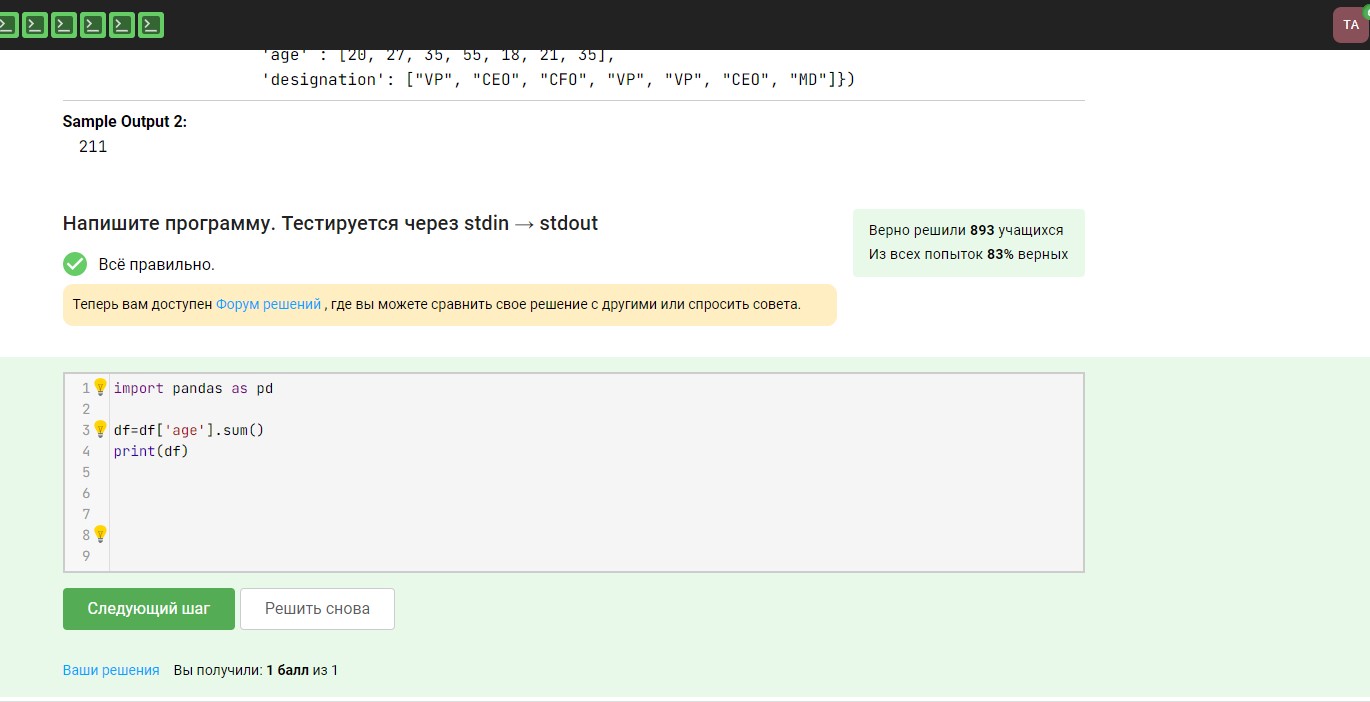 TA
'age' : [20, 27, 35, 55, 18, 21, 35],
'designation': ["VP", "CEO", "CFO", "VP", "VP", "CEO", "MD"]})
Sample Output 2:
211
Напишите программу. Тестируется через stdin → stdout
Верно решили 893 учащихся
Из всех попыток 83% верных
Всё правильно.
Теперь вам доступен Форум решений , где вы можете сравнить свое решение с другими или спросить совета.
1 import pandas as pd
2
3 df=df['age'].sum()
4 print(df)
5
6
7
8
9
Следующий шаг Решить снова
Ваши решения Вы получили: 1 балл из 1